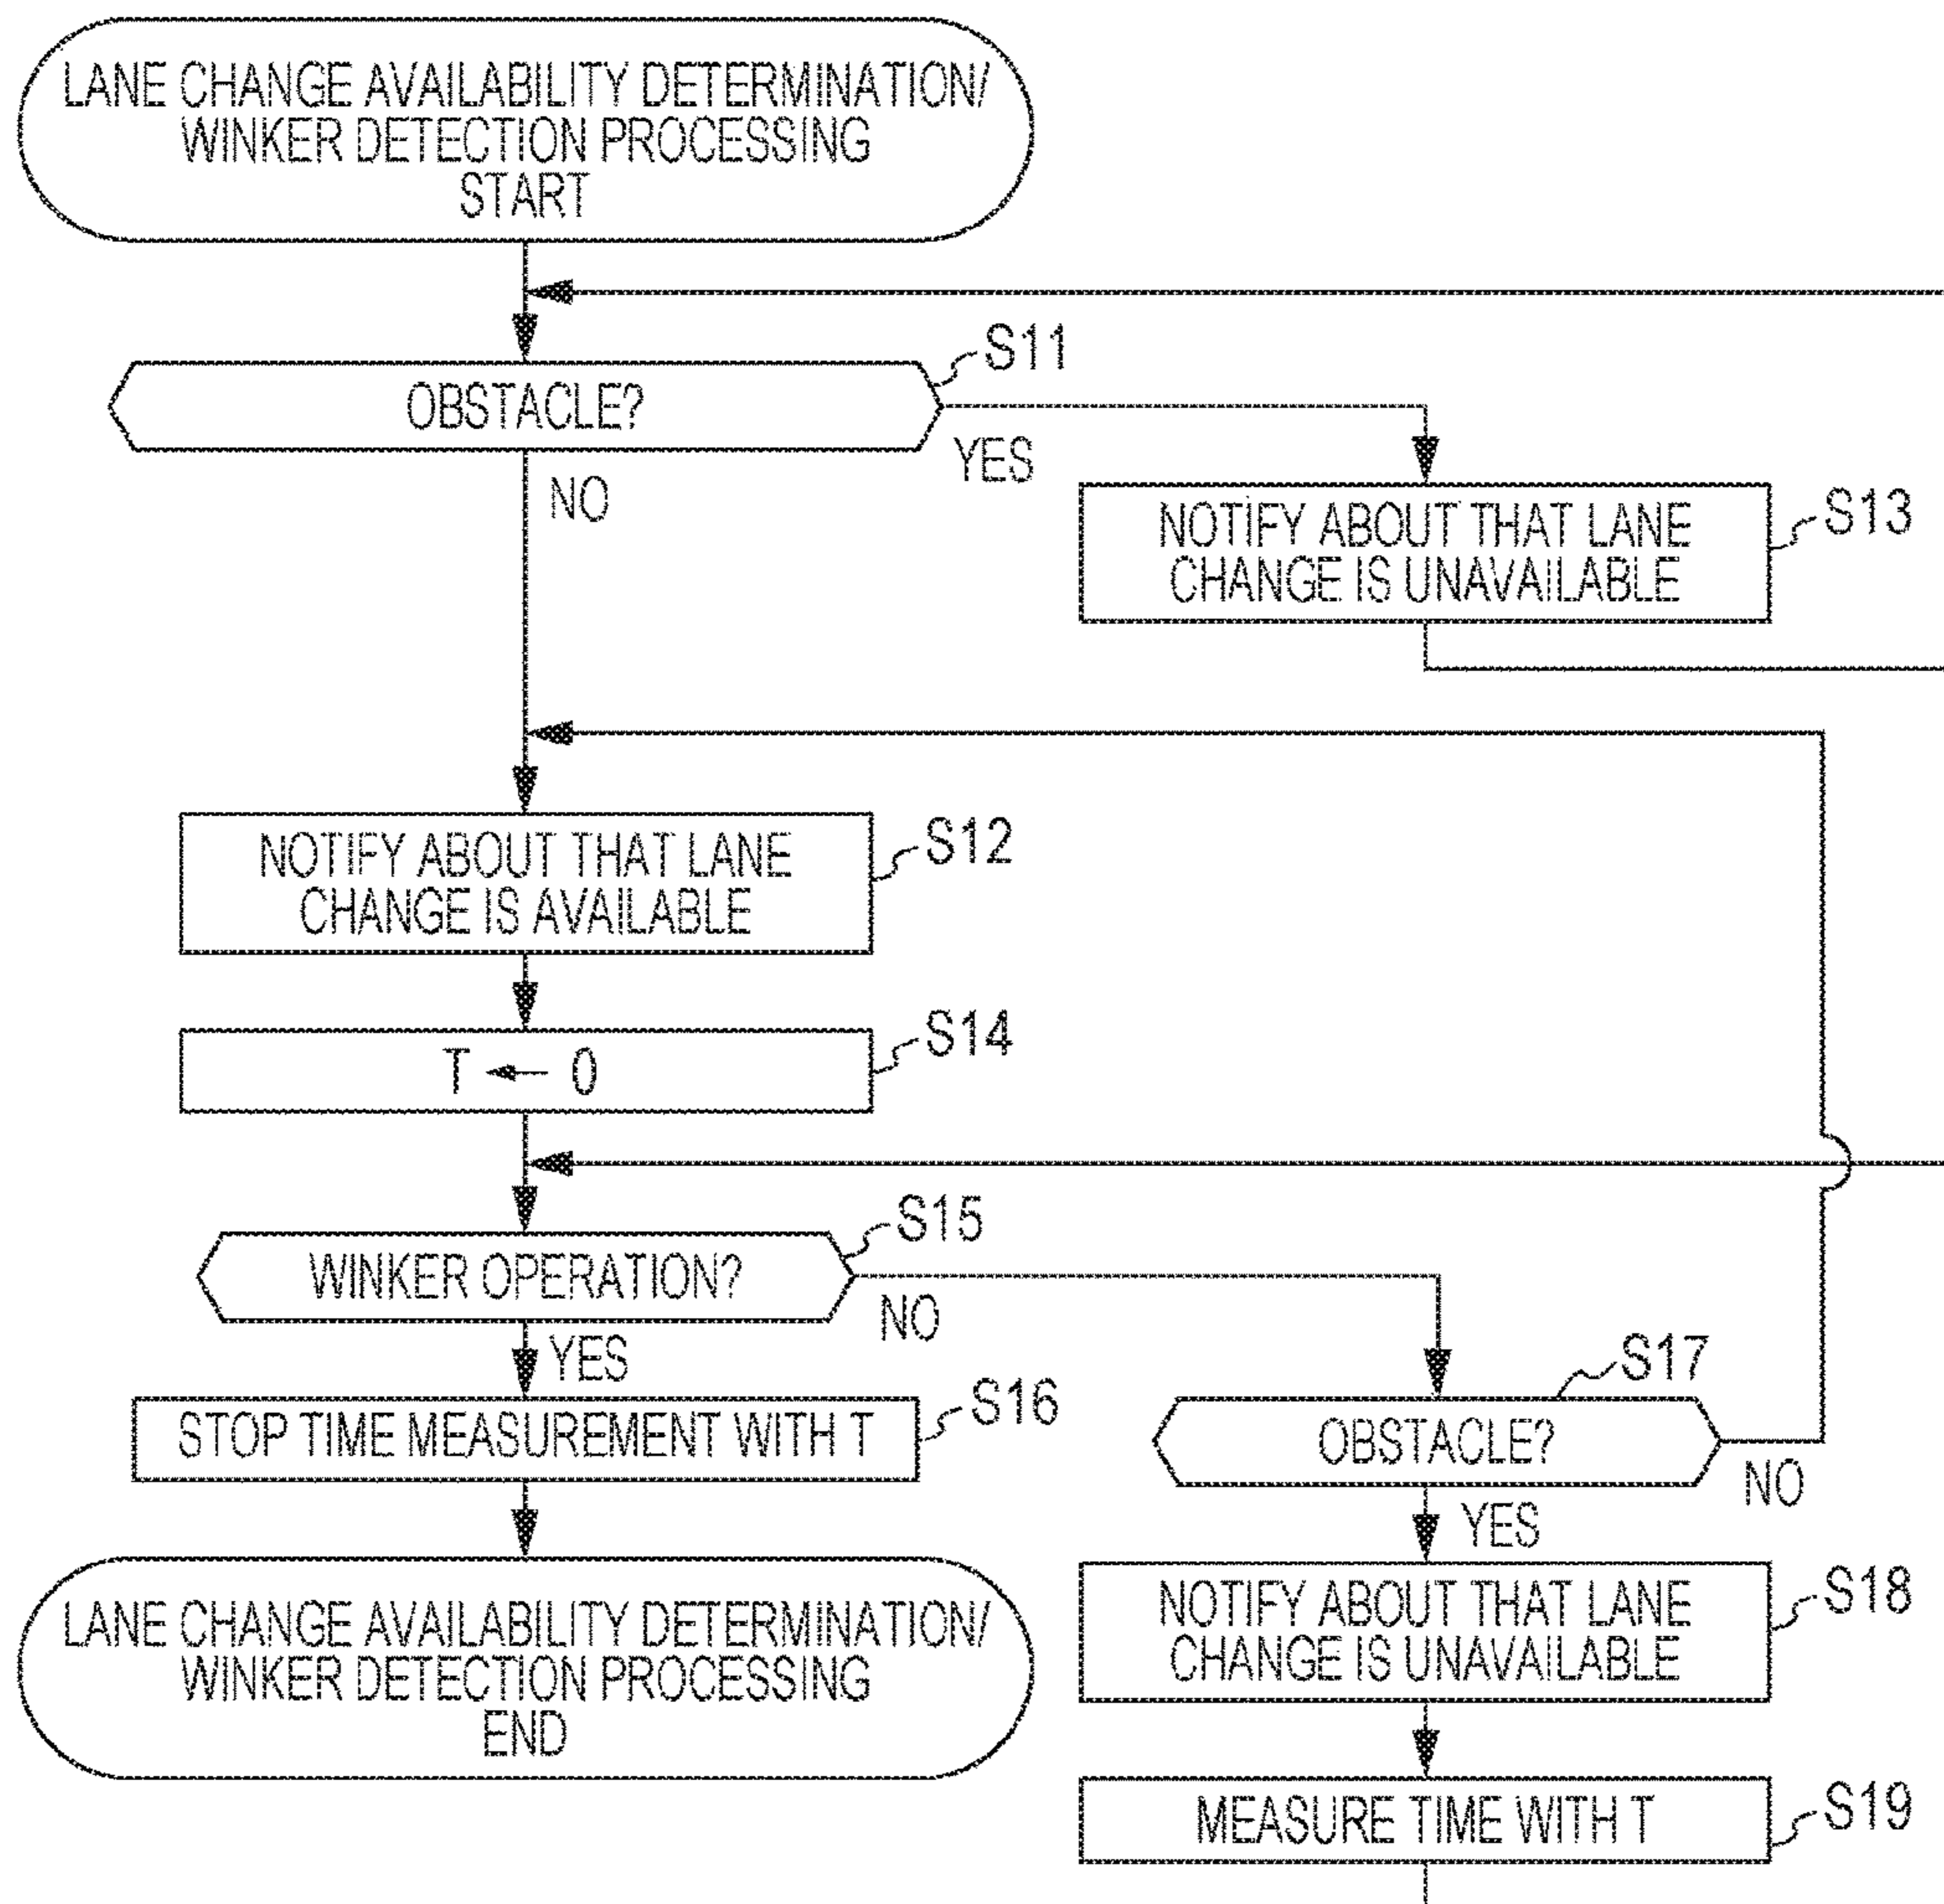 LANE CHANGE AVAILABILITY DETERMINATION/
WINKER DETECTION PROCESSING
START
S11
OBSTACLE?
YES
NO
NOTIFY ABOUT THAT LANE
CHANGE IS UNAVAILABLE
S13
NOTIFY ABOUT THAT LANE
CHANGE IS AVAILABLE
S12
T ← 0
S14
WINKER OPERATION?
S15
NO
YES
STOP TIME MEASUREMENT WITH T
S16
OBSTACLE?
S17
NO
YES
LANE CHANGE AVAILABILITY DETERMINATION/
WINKER DETECTION PROCESSING
END
NOTIFY ABOUT THAT LANE
CHANGE IS UNAVAILABLE
S18
MEASURE TIME WITH T
S19